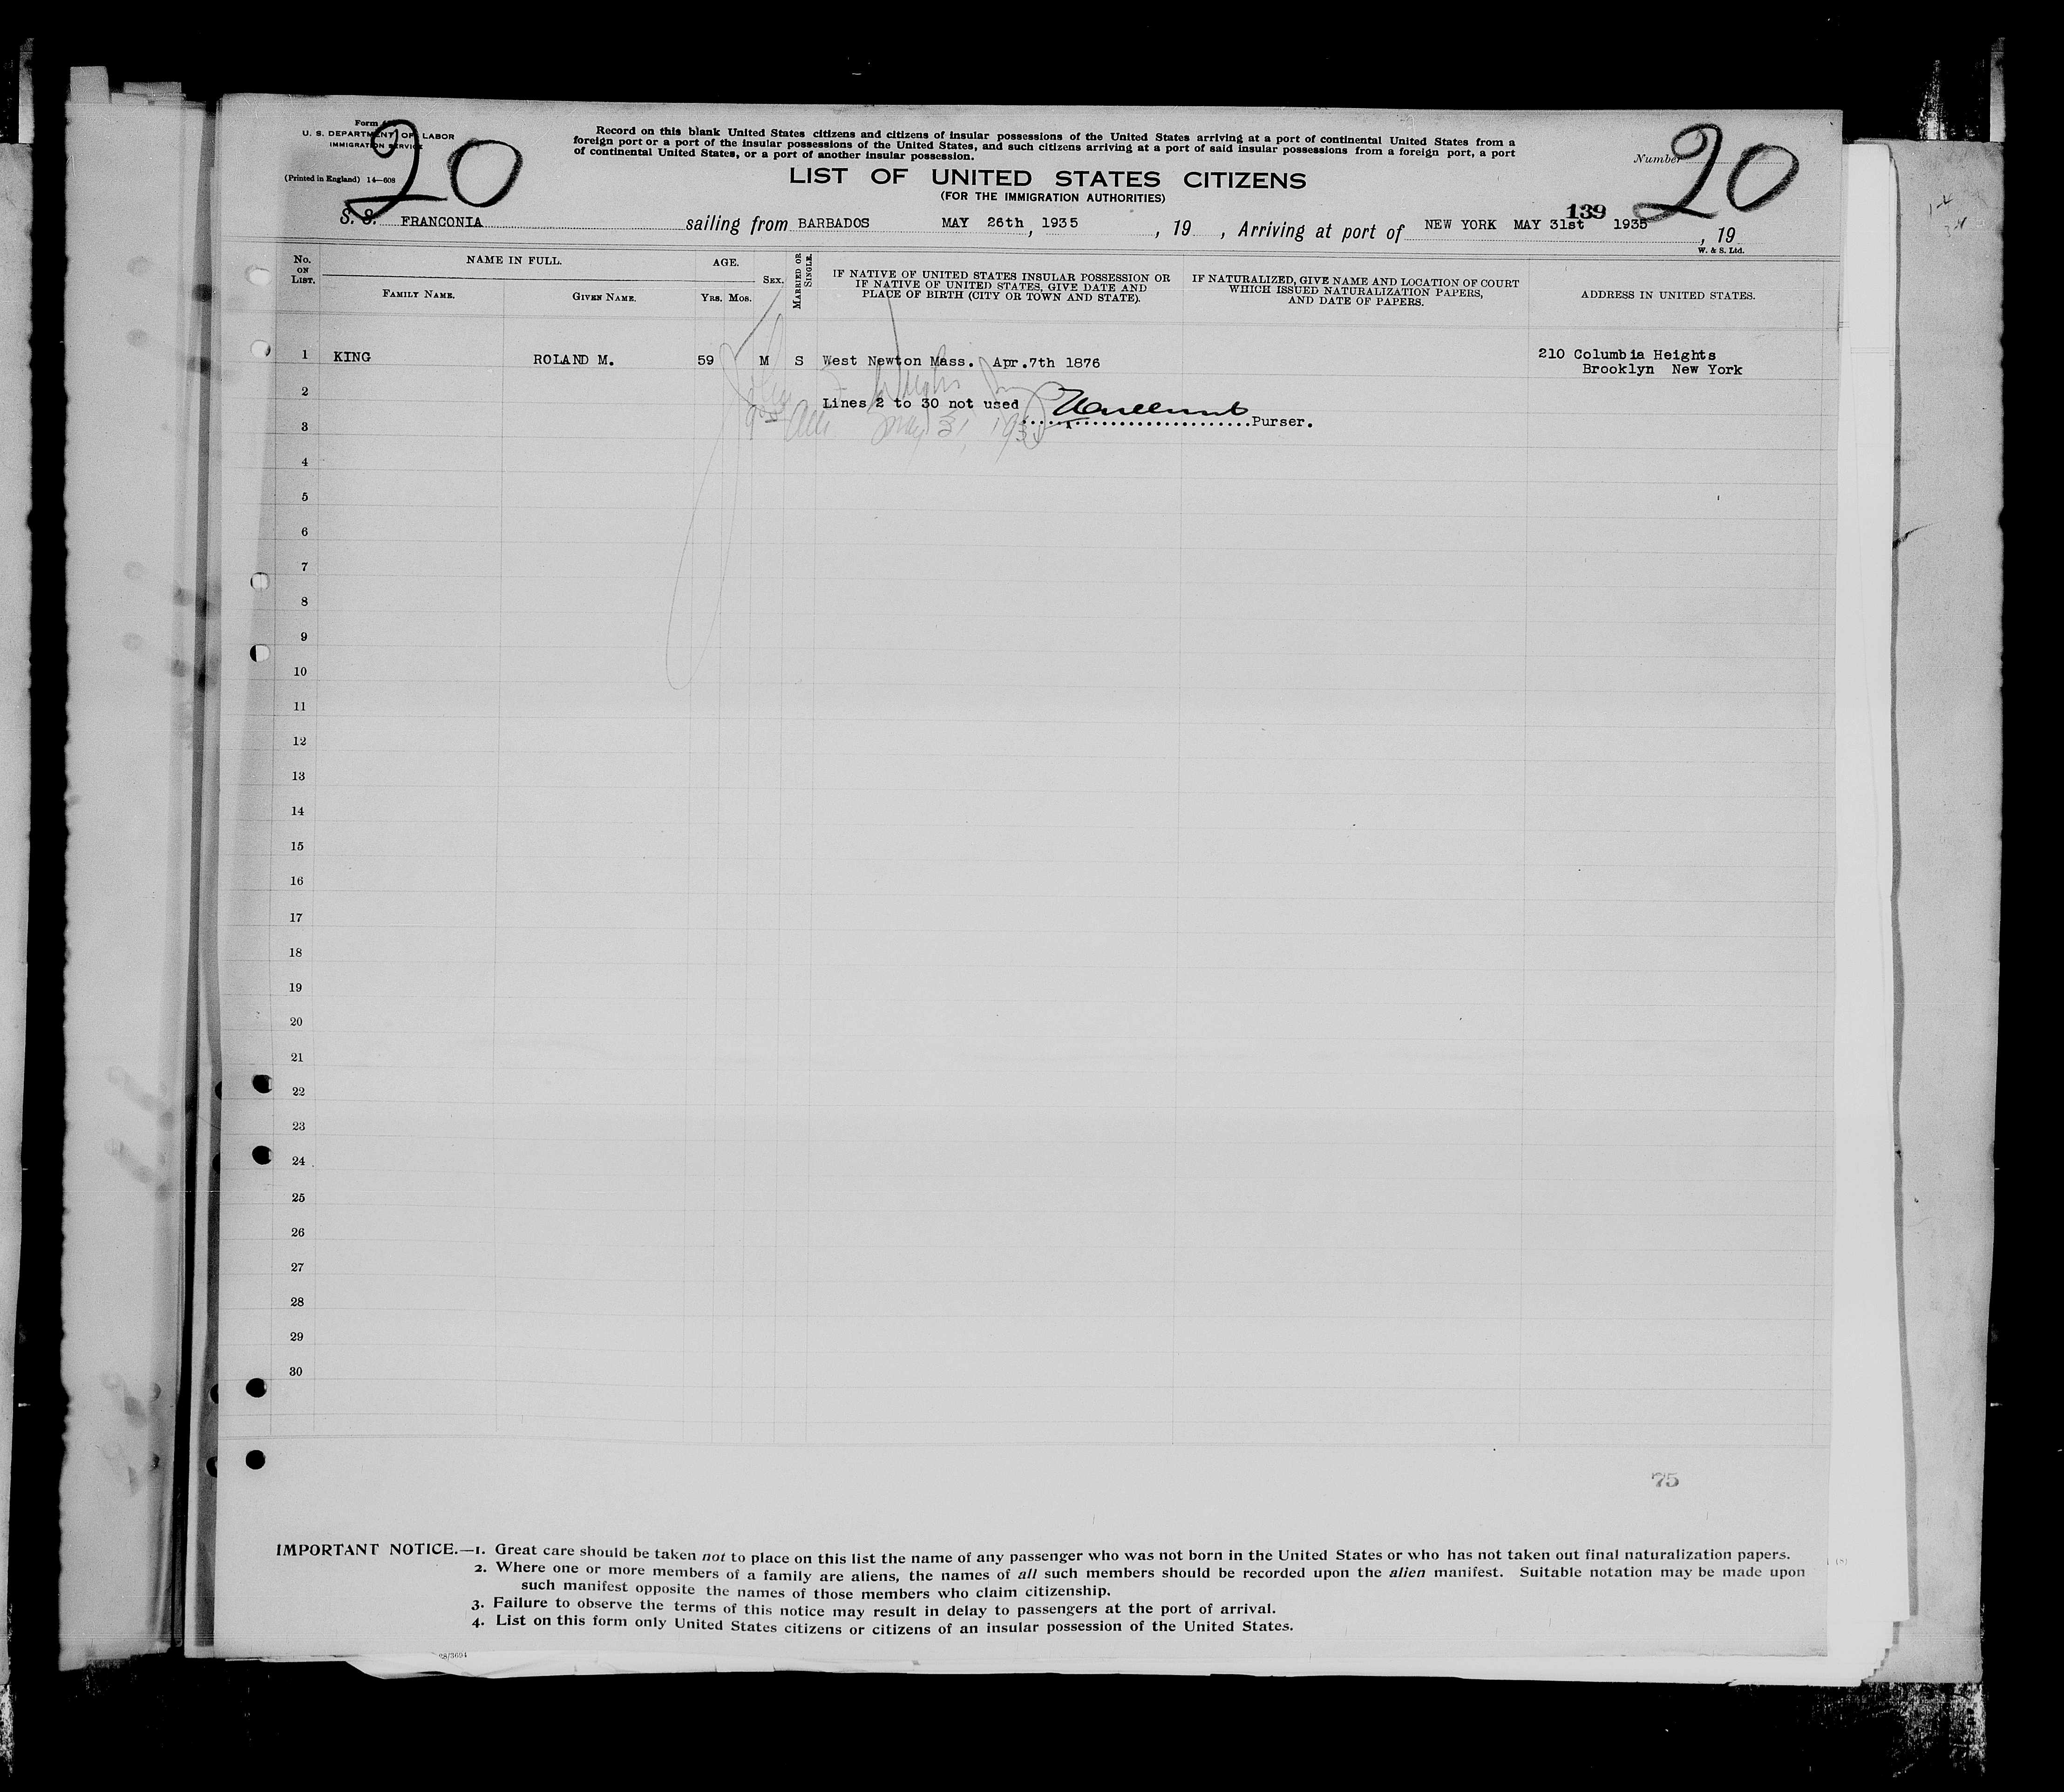 Form
U. S. DEPARTMENT OF LABOR
IMMIGRATION SERVICE
(Printed in England) 14—608
20
Record on this blank United States citizens and citizens of insular possessions of the United States arriving at a port of continental United States from a
foreign port or a port of the insular possessions of the United States, and such citizens arriving at a port of said insular possessions from a foreign port, a port
of continental United States, or a port of another insular possession.
Number
20
LIST OF UNITED STATES CITIZENS
(FOR THE IMMIGRATION AUTHORITIES)
139
S. S. FRANCONIA sailing from BARBADOS MAY 26th, 1935, 19 , Arriving at port of NEW YORK MAY 31st 1935, 19
W. & S. Ltd.
No. ON LIST.
NAME IN FULL.
FAMILY NAME.
GIVEN NAME.
AGE.
Yrs. Mos.
SEX.
MARRIED OR SINGLE.
IF NATIVE OF UNITED STATES INSULAR POSSESSION OR
IF NATIVE OF UNITED STATES, GIVE DATE AND
PLACE OF BIRTH (CITY OR TOWN AND STATE).
IF NATURALIZED, GIVE NAME AND LOCATION OF COURT
WHICH ISSUED NATURALIZATION PAPERS,
AND DATE OF PAPERS.
ADDRESS IN UNITED STATES.
1 KING ROLAND M. 59 M S West Newton Mass. Apr.7th 1876 210 Columbia Heights
Brooklyn New York
2 Lines 2 to 30 not used
3 Purser.
May 31, 1935
4
5
6
7
8
9
10
11
12
13
14
15
16
17
18
19
20
21
22
23
24
25
26
27
28
29
30
75
IMPORTANT NOTICE.—1. Great care should be taken not to place on this list the name of any passenger who was not born in the United States or who has not taken out final naturalization papers.
2. Where one or more members of a family are aliens, the names of all such members should be recorded upon the alien manifest. Suitable notation may be made upon
such manifest opposite the names of those members who claim citizenship.
3. Failure to observe the terms of this notice may result in delay to passengers at the port of arrival.
4. List on this form only United States citizens or citizens of an insular possession of the United States.
28/3694